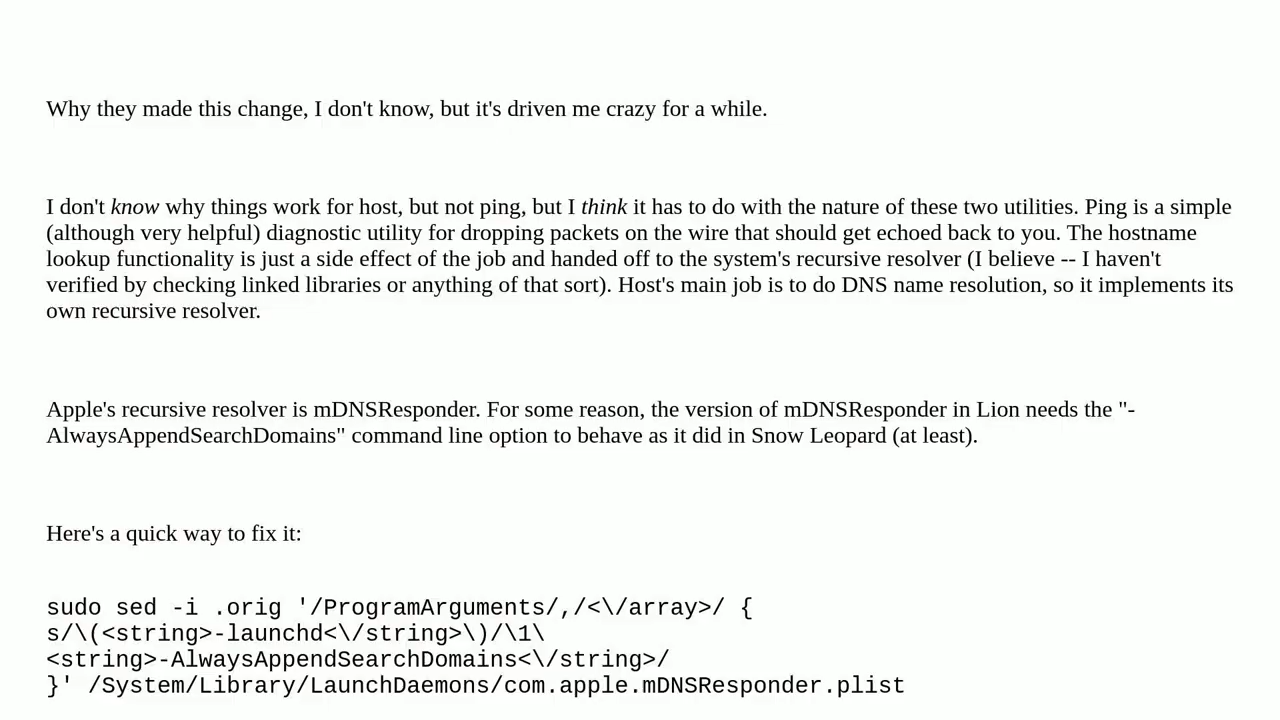 Why they made this change, I don't know, but it's driven me crazy for a while.
I don't know why things work for host, but not ping, but I think it has to do with the nature of these two utilities. Ping is a simple
(although very helpful) diagnostic utility for dropping packets on the wire that should get echoed back to you. The hostname
lookup functionality is just a side effect of the job and handed off to the system's recursive resolver (I believe -- I haven't
verified by checking linked libraries or anything of that sort). Host's main job is to do DNS name resolution, so it implements its
own recursive resolver.
Apple's recursive resolver is mDNSResponder. For some reason, the version of mDNSResponder in Lion needs the "-
AlwaysAppendSearchDomains" command line option to behave as it did in Snow Leopard (at least).
Here's a quick way to fix it:
sudo sed -i .orig '/ProgramArguments/,/<\/array>/ {
s/\(<string>-launchd<\/string>\)/\1\
<string>-AlwaysAppendSearchDomains<\/string>/
}' /System/Library/LaunchDaemons/com.apple.mDNSResponder.plist